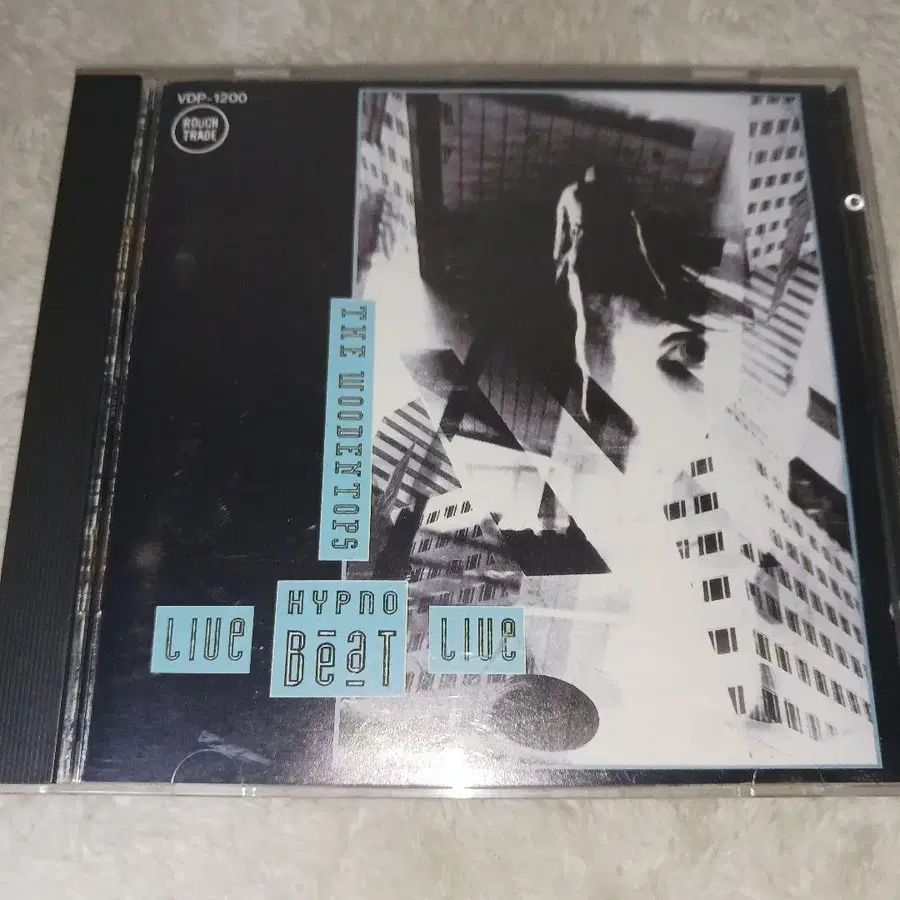 VDP-1200
ROUGH
TRADE
THE WOODENTOPS
LIVE
HYPNO
BEAT
LIVE